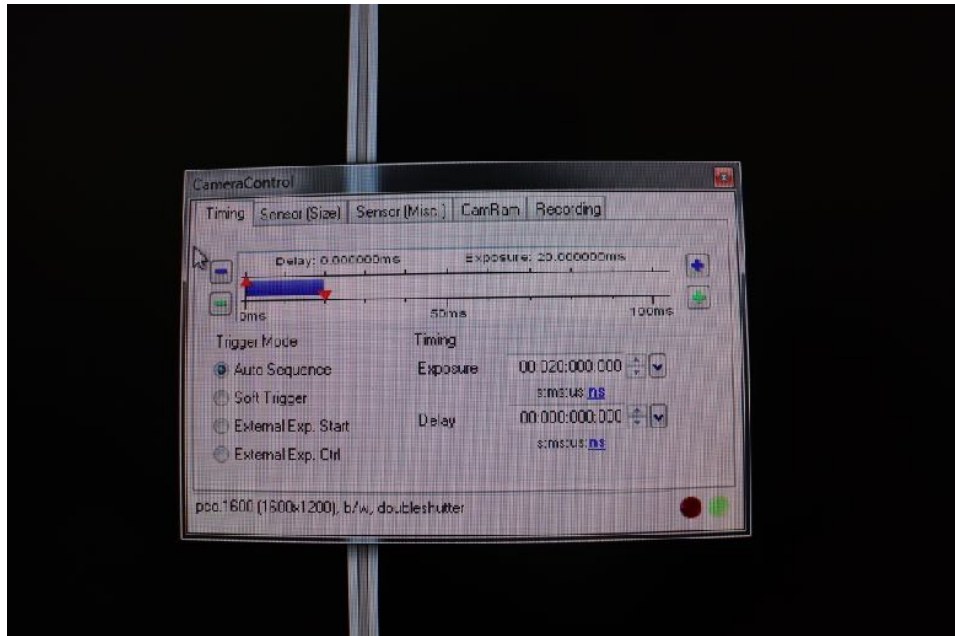 CameraControl
Timing Sensor (Size) Sensor (Misc.) CamRam Recording
Delay: 0.000000ms Exposure: 20.000000ms
0ms 50ms 100ms
Trigger Mode Timing
Auto Sequence Exposure 00:020:000:000
s:ms:us:ns
Soft Trigger
External Exp. Start Delay 00:000:000:000
s:ms:us:ns
External Exp. Ctrl
pco.1600 (1600x1200), b/w, doubleshutter